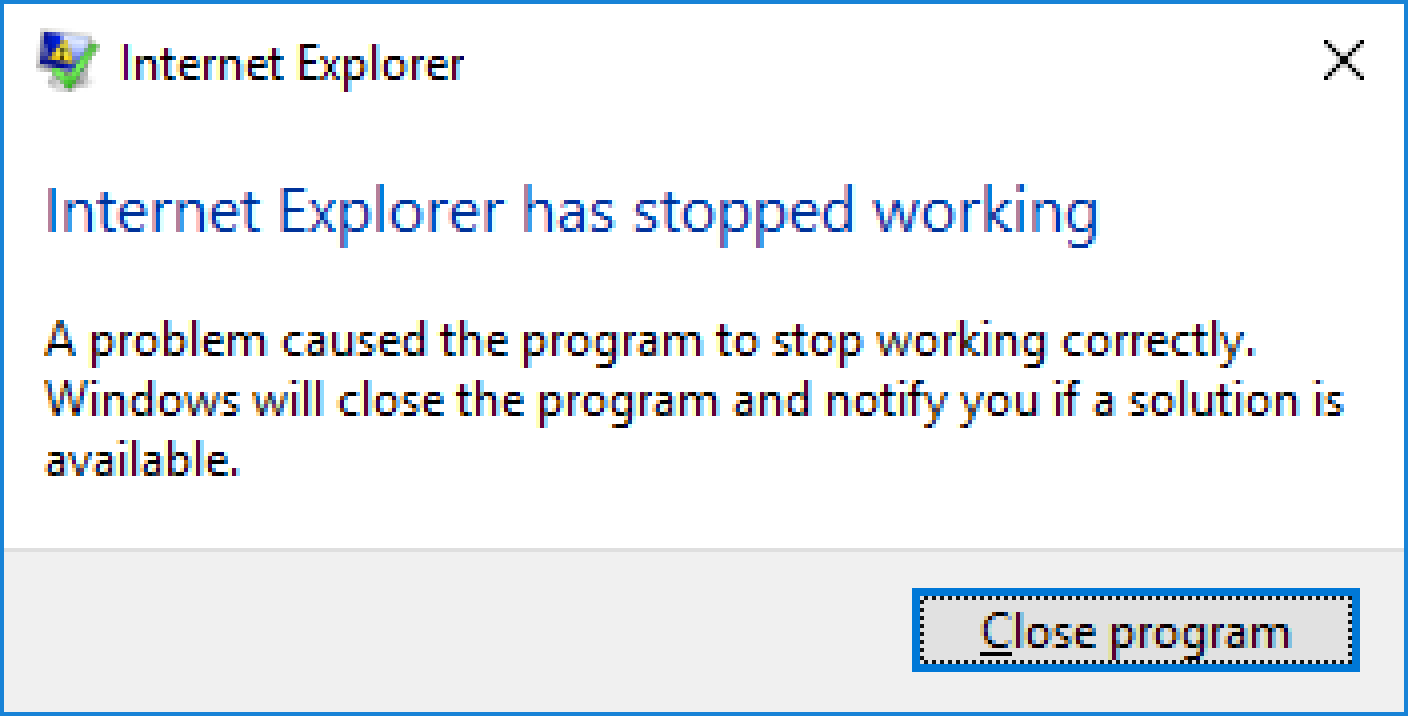 Internet Explorer
Internet Explorer has stopped working
A problem caused the program to stop working correctly.
Windows will close the program and notify you if a solution is
available.
Close program